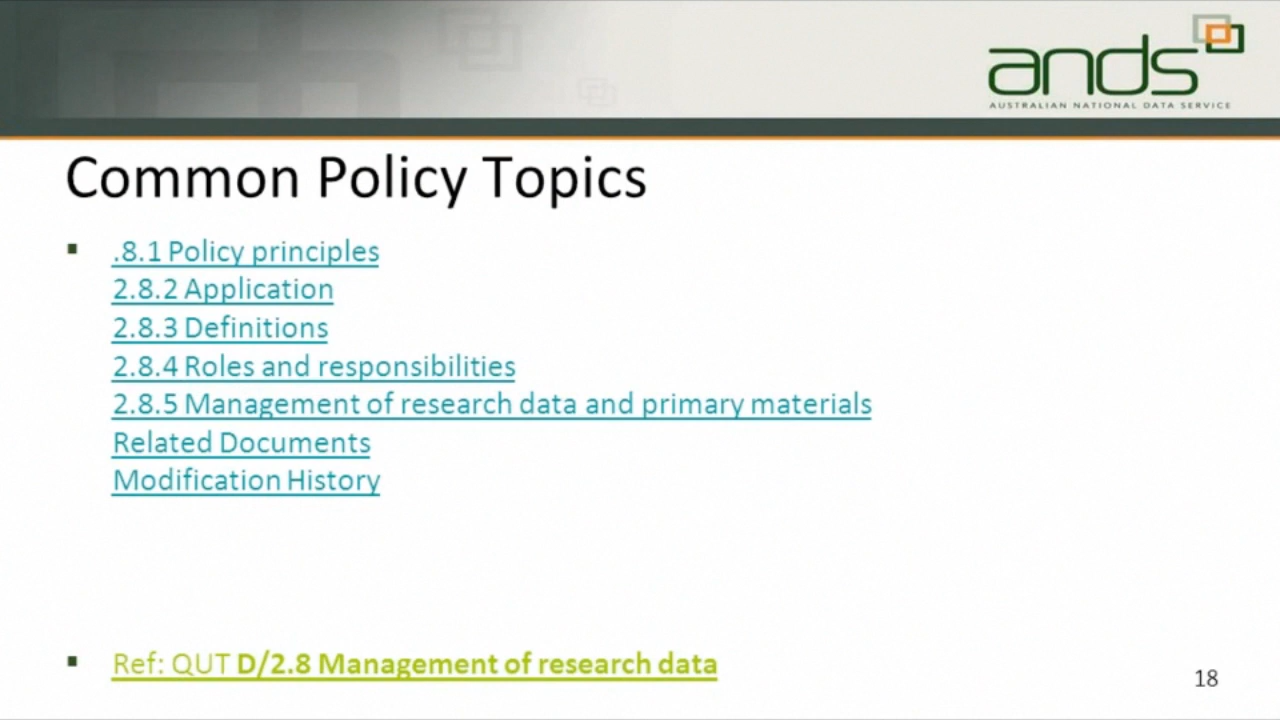 ands
AUSTRALIAN NATIONAL DATA SERVICE
Common Policy Topics
.8.1 Policy principles
2.8.2 Application
2.8.3 Definitions
2.8.4 Roles and responsibilities
2.8.5 Management of research data and primary materials
Related Documents
Modification History
Ref: QUT D/2.8 Management of research data
18